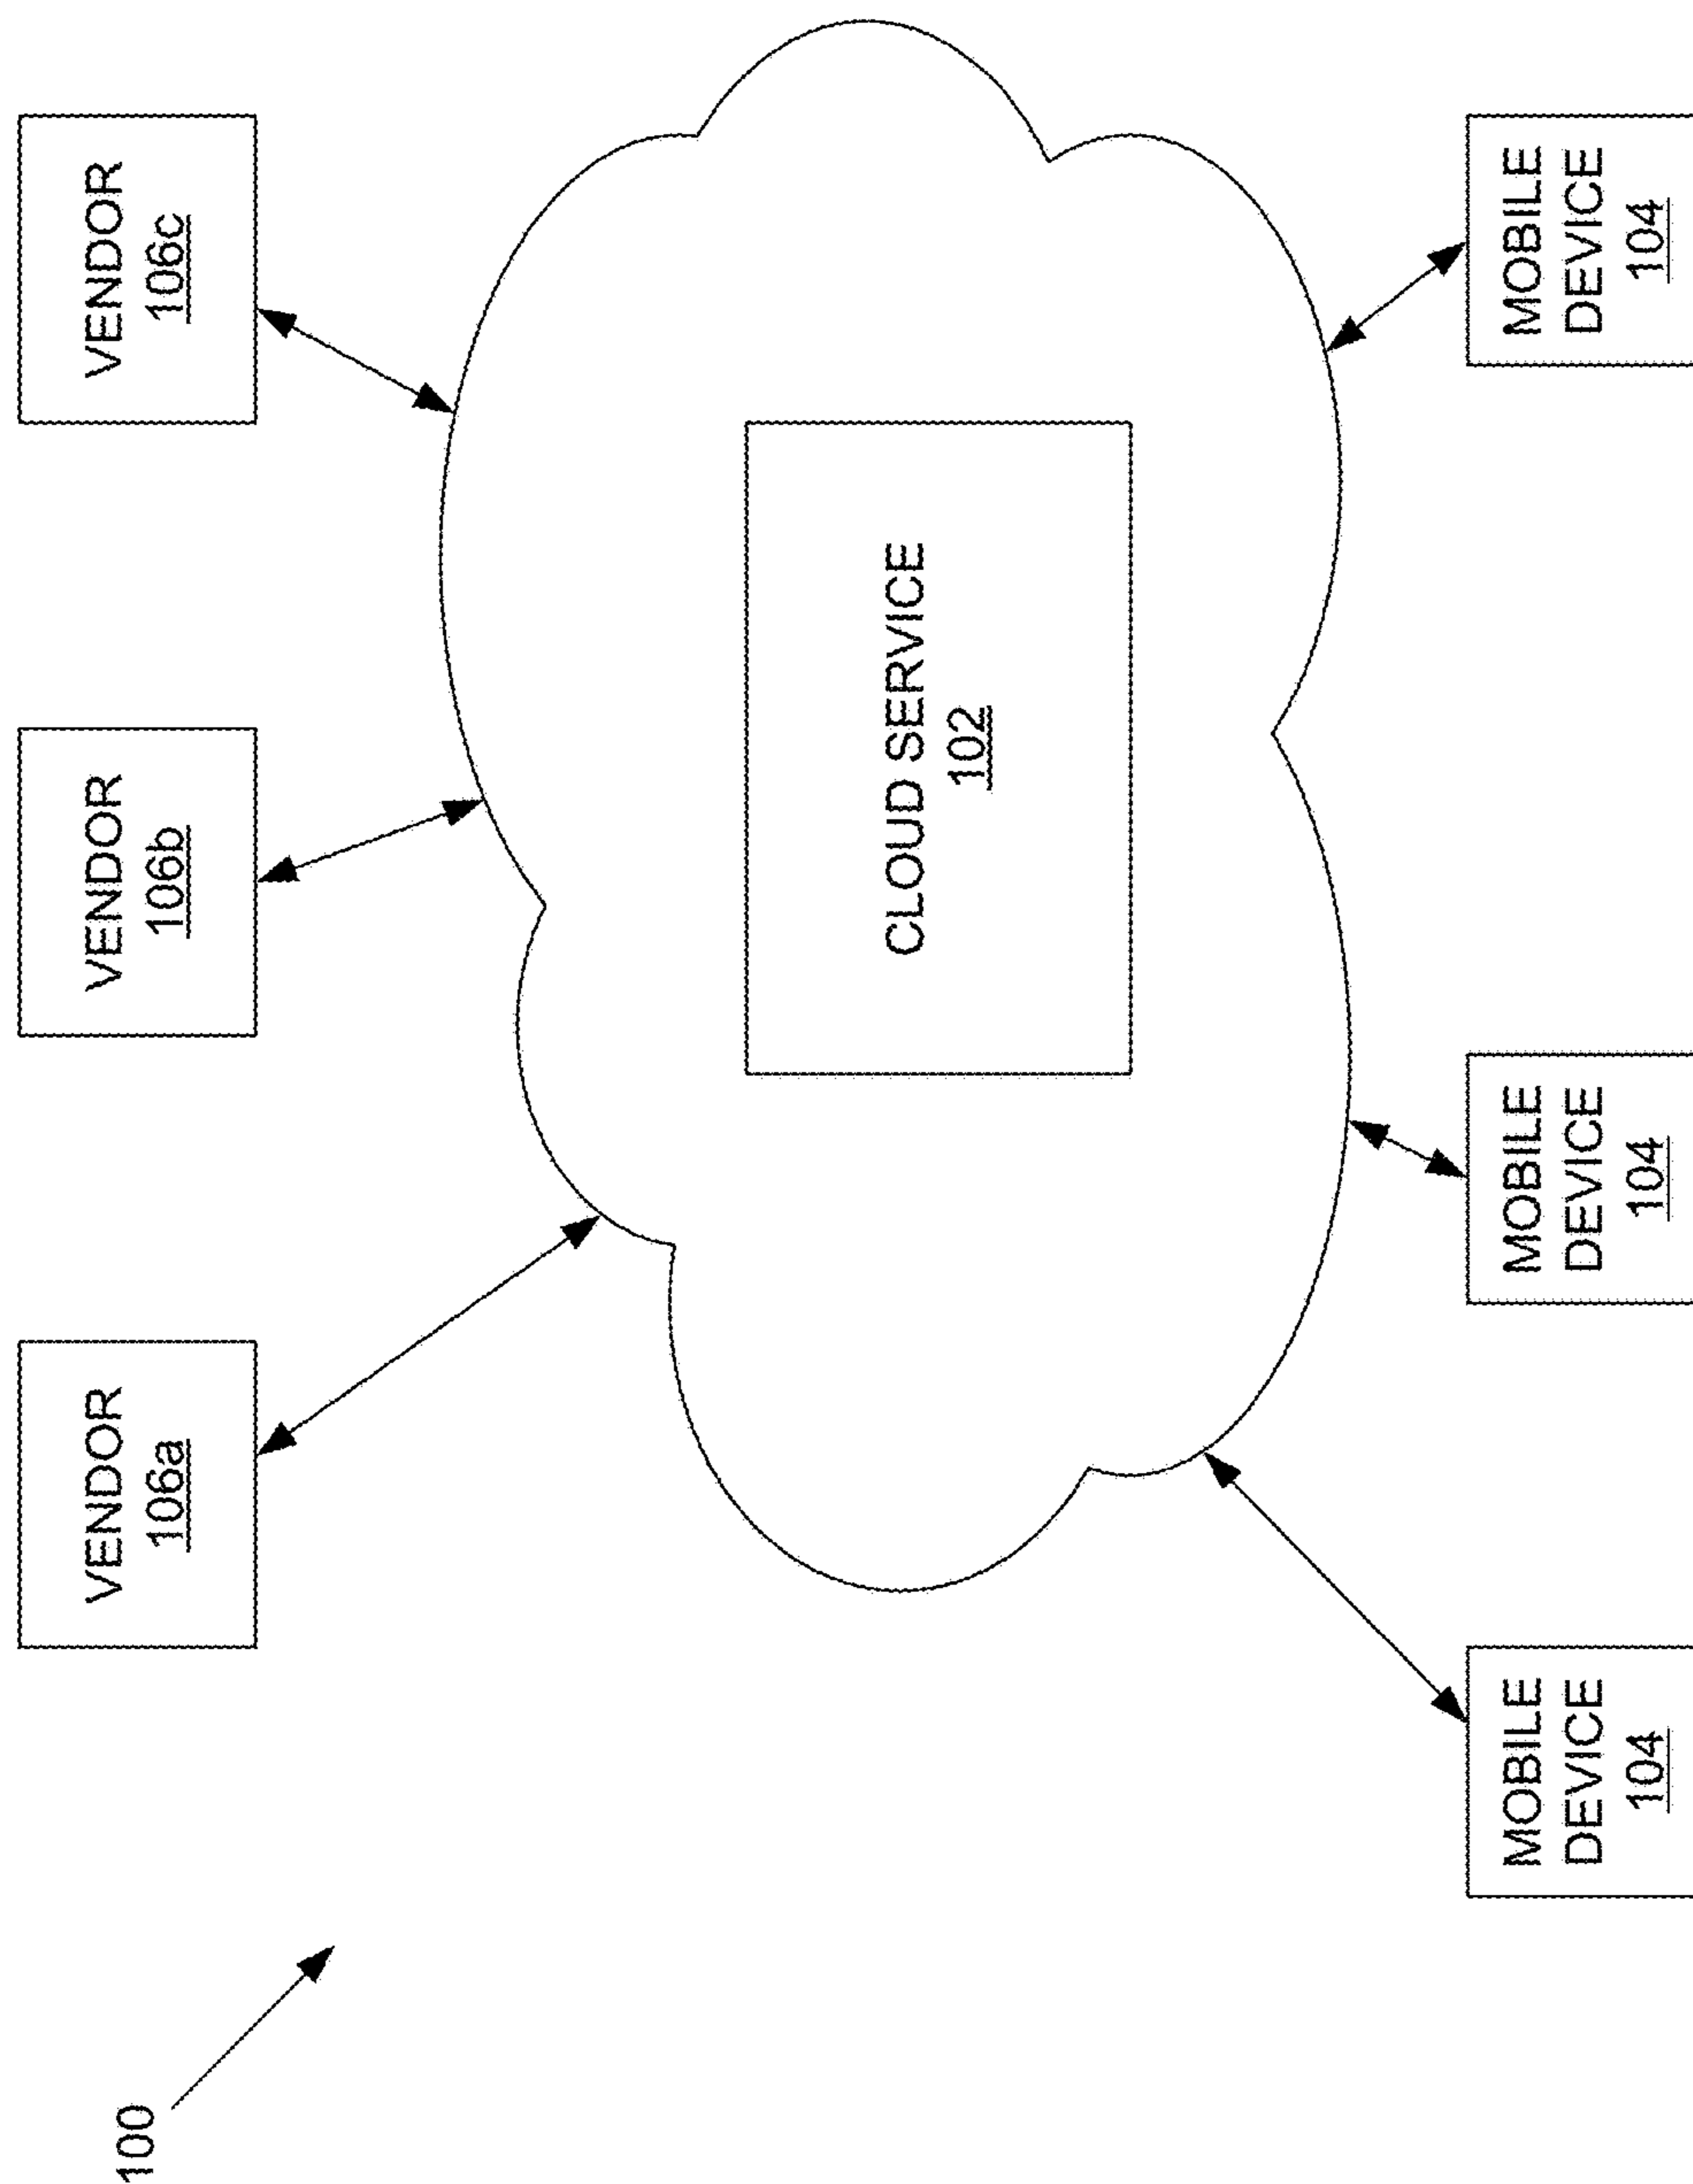 100
VENDOR
106a
VENDOR
106b
VENDOR
106c
CLOUD SERVICE
102
MOBILE
DEVICE
104
MOBILE
DEVICE
104
MOBILE
DEVICE
104